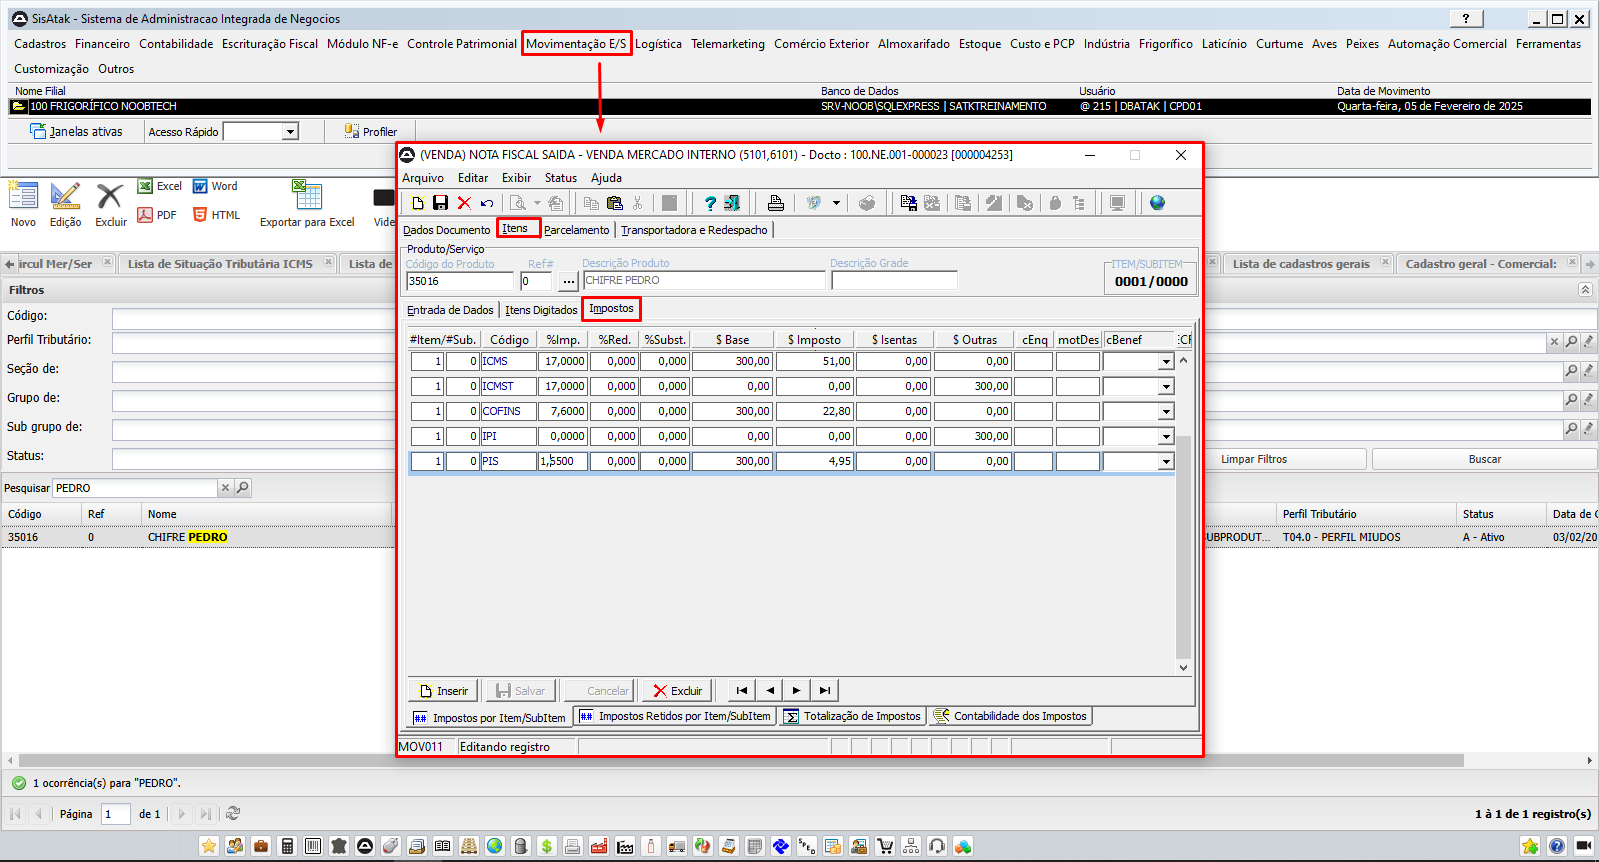 SisAtak - Sistema de Administracao Integrada de Negocios
Cadastros Financeiro Contabilidade Escrituração Fiscal Módulo NF-e Controle Patrimonial Movimentação E/S Logística Telemarketing Comércio Exterior Almoxarifado Estoque Custo e PCP Indústria Frigorífico Laticínio Curtume Aves Peixes Automação Comercial Ferramentas
Customização Outros
Nome Filial Banco de Dados Usuário Data de Movimento
100 FRIGORÍFICO NOOBTECH SRV-NOOB\SQLEXPRESS | SATKTREINAMENTO @ 215 | DBATAK | CPD01 Quarta-feira, 05 de Fevereiro de 2025
Janelas ativas Acesso Rápido Profiler
(VENDA) NOTA FISCAL SAIDA - VENDA MERCADO INTERNO (5101,6101) - Docto : 100.NE.001-000023 [000004253]
Arquivo Editar Exibir Status Ajuda
Excel Word
PDF HTML
Novo Edição Excluir Exportar para Excel Vide
Dados Documento Itens Parcelamento Transportadora e Redespacho
Produto/Serviço
Código do Produto Ref# Descrição Produto Descrição Grade ITEM/SUBITEM
35016 0 ... CHIFRE PEDRO 0001/0000
ircul Mer/Ser Lista de Situação Tributária ICMS Lista de
Lista de cadastros gerais Cadastro geral - Comercial:
Filtros
Código:
Perfil Tributário:
Seção de:
Grupo de:
Sub grupo de:
Status:
Limpar Filtros Buscar
Entrada de Dados Itens Digitados Impostos
#Item/#Sub. Código %Imp. %Red. %Subst. $ Base $ Imposto $ Isentas $ Outras cEnq motDes cBenef
1 0 ICMS 17,0000 0,000 0,000 300,00 51,00 0,00 0,00
1 0 ICMST 17,0000 0,000 0,000 0,00 0,00 0,00 300,00
1 0 COFINS 7,6000 0,000 0,000 300,00 22,80 0,00 0,00
1 0 IPI 0,0000 0,000 0,000 0,00 0,00 0,00 300,00
1 0 PIS 1,6500 0,000 0,000 300,00 4,95 0,00 0,00
Pesquisar PEDRO
Código Ref Nome Perfil Tributário Status Data de C
35016 0 CHIFRE PEDRO SUBPRODUT... T04.0 - PERFIL MIUDOS A - Ativo 03/02/20
Inserir Salvar Cancelar Excluir
Impostos por Item/SubItem Impostos Retidos por Item/SubItem Totalização de Impostos Contabilidade dos Impostos
MOV011 Editando registro
1 ocorrência(s) para "PEDRO".
Página 1 de 1 1 à 1 de 1 registro(s)